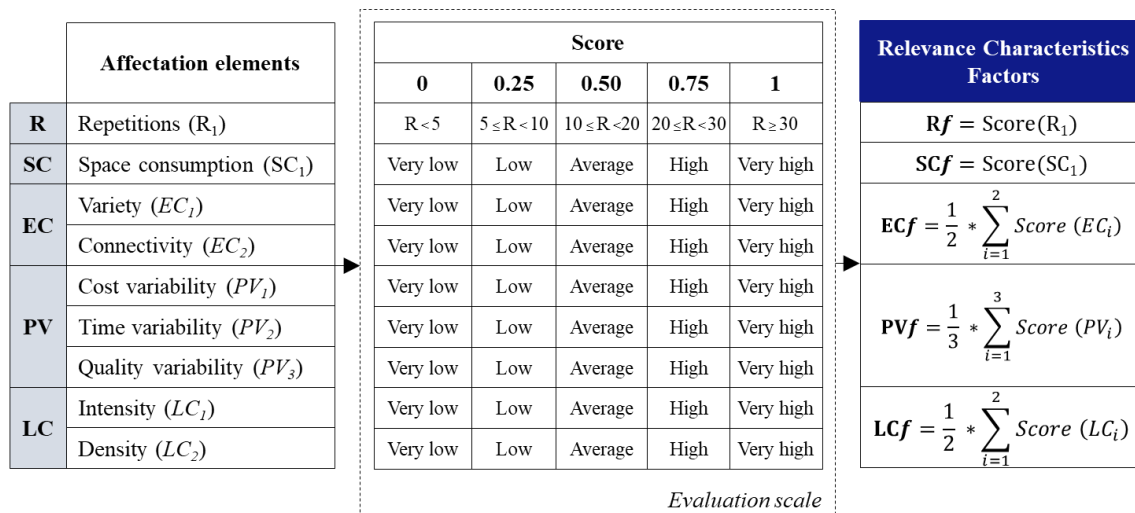 Affectation elements
Score
Relevance Characteristics
Factors
0 0.25 0.50 0.75 1
R Repetitions (R₁) R < 5 5 ≤ R < 10 10 ≤ R < 20 20 ≤ R < 30 R ≥ 30 Rf = Score(R₁)
SC Space consumption (SC₁) Very low Low Average High Very high SCf = Score(SC₁)
EC Variety (EC₁) Very low Low Average High Very high
Connectivity (EC₂) Very low Low Average High Very high
ECf = 1/2 * ∑_{i=1}^{2} Score (EC_i)
PV Cost variability (PV₁) Very low Low Average High Very high
Time variability (PV₂) Very low Low Average High Very high
Quality variability (PV₃) Very low Low Average High Very high
PVf = 1/3 * ∑_{i=1}^{3} Score (PV_i)
LC Intensity (LC₁) Very low Low Average High Very high
Density (LC₂) Very low Low Average High Very high
LCf = 1/2 * ∑_{i=1}^{2} Score (LC_i)
Evaluation scale